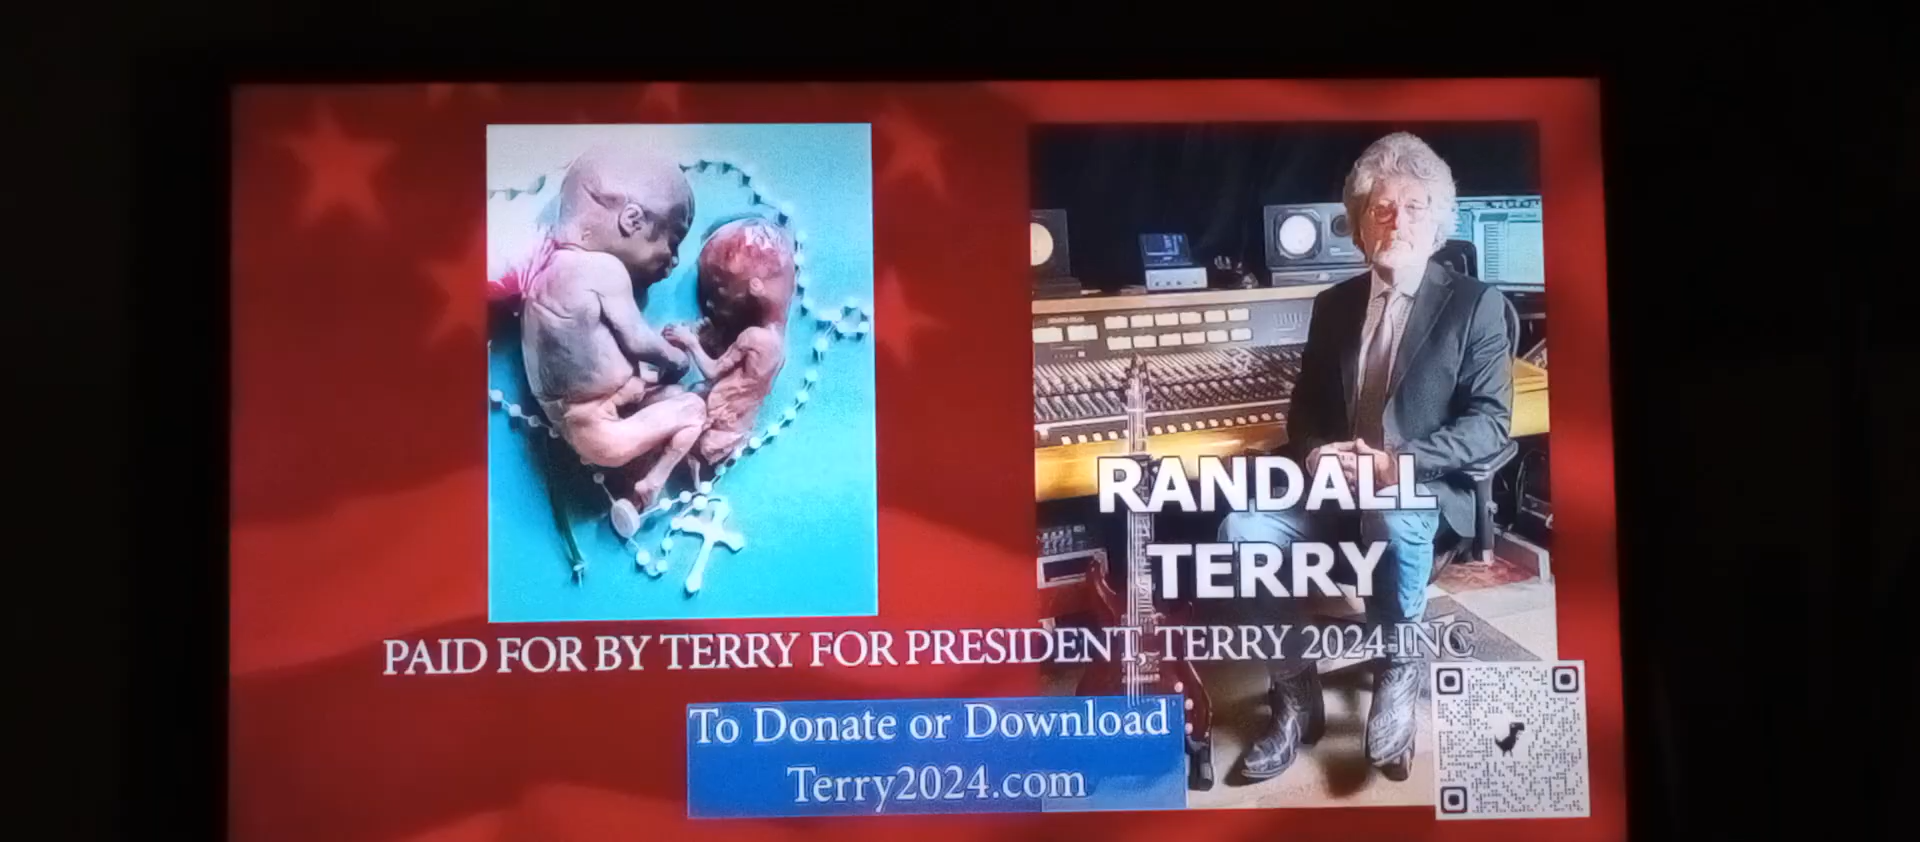 RANDALL
TERRY
PAID FOR BY TERRY FOR PRESIDENT, TERRY 2024 INC
To Donate or Download
Terry2024.com